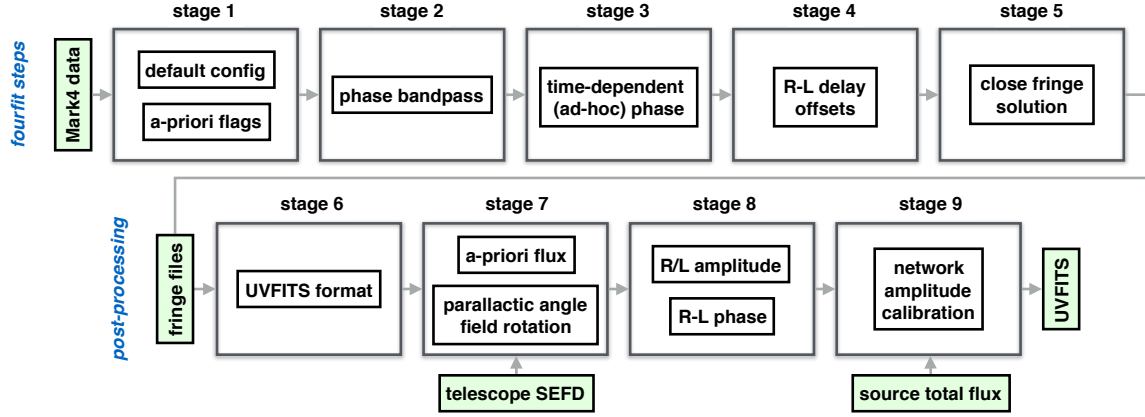 stage 1
stage 2
stage 3
stage 4
stage 5
fourfit steps
Mark4 data
default config
a-priori flags
phase bandpass
time-dependent
(ad-hoc) phase
R-L delay
offsets
close fringe
solution
stage 6
stage 7
stage 8
stage 9
post-processing
fringe files
UVFITS format
a-priori flux
parallactic angle
field rotation
R/L amplitude
R-L phase
network
amplitude
calibration
UVFITS
telescope SEFD
source total flux